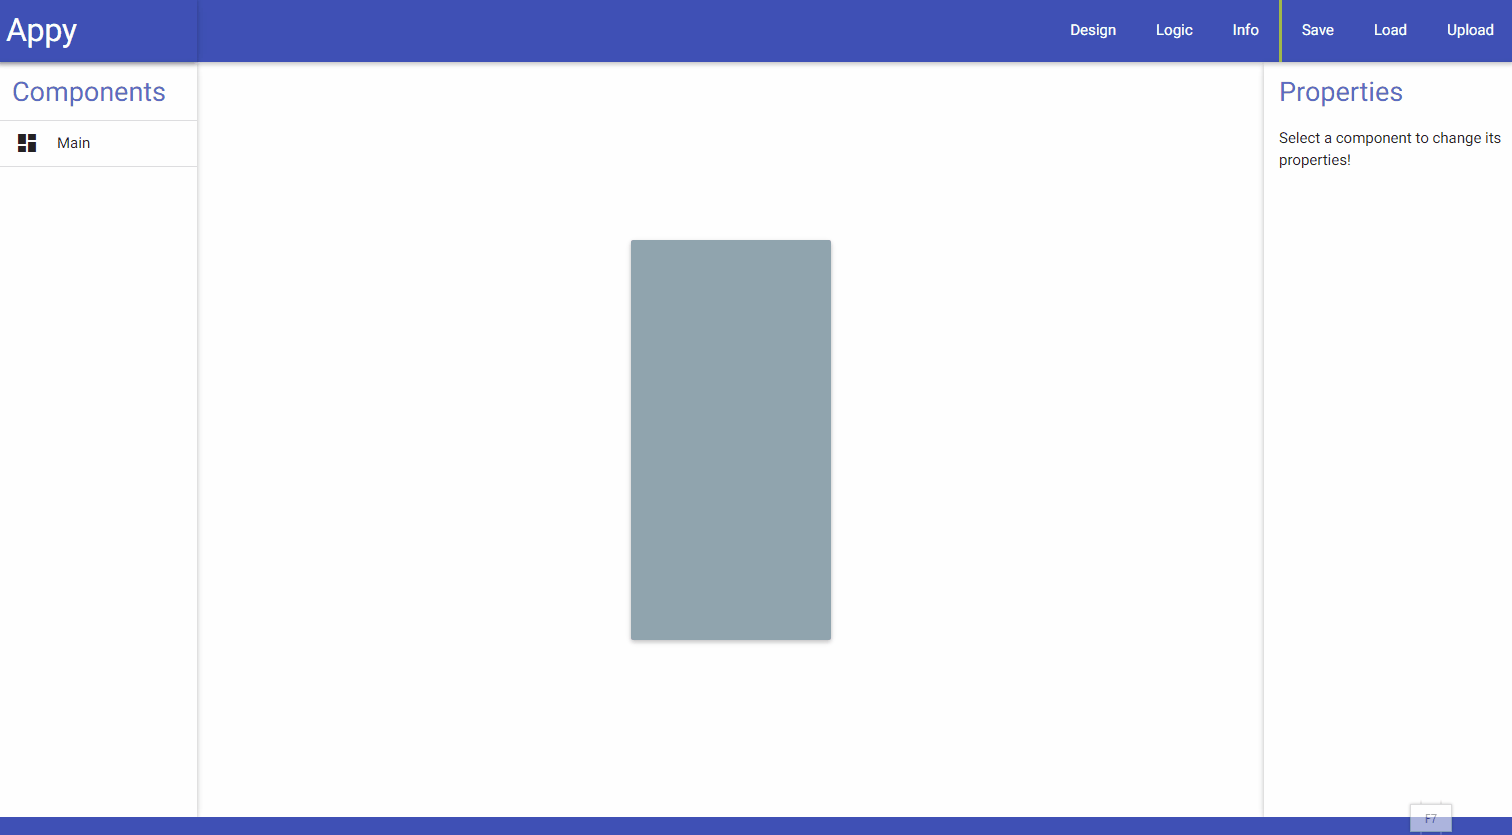 Appy
Design Logic Info Save Load Upload
Components
Main
Properties
Select a component to change its
properties!
F7